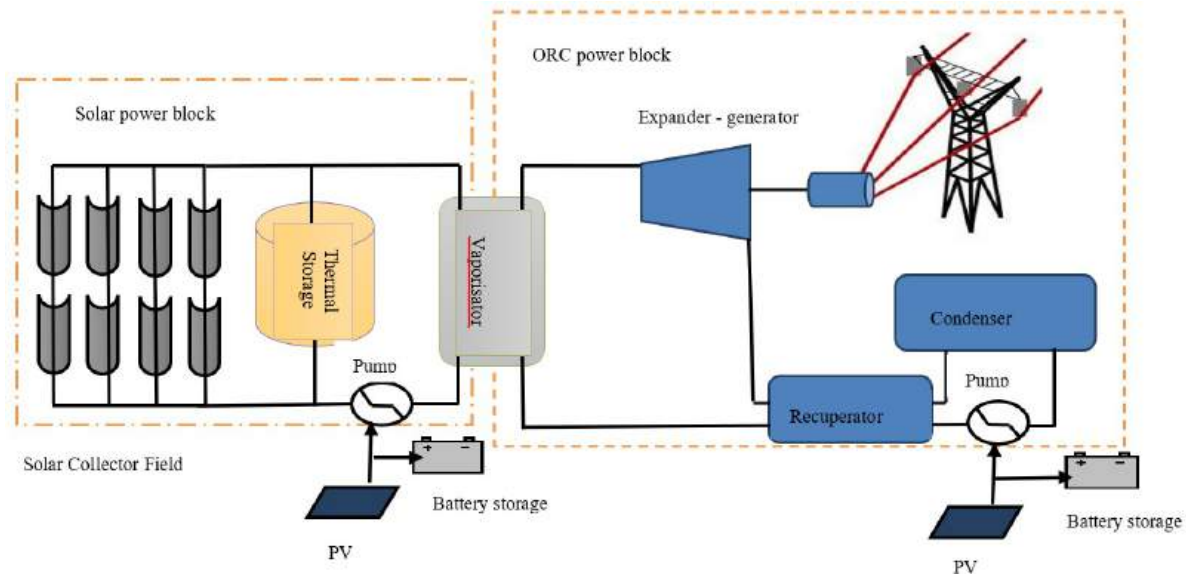 ORC power block
Solar power block
Expander - generator
Thermal
Storage
Vaporisator
Condenser
Pump
Pump
Recuperator
Solar Collector Field
+ -
Battery storage
PV
+ -
Battery storage
PV